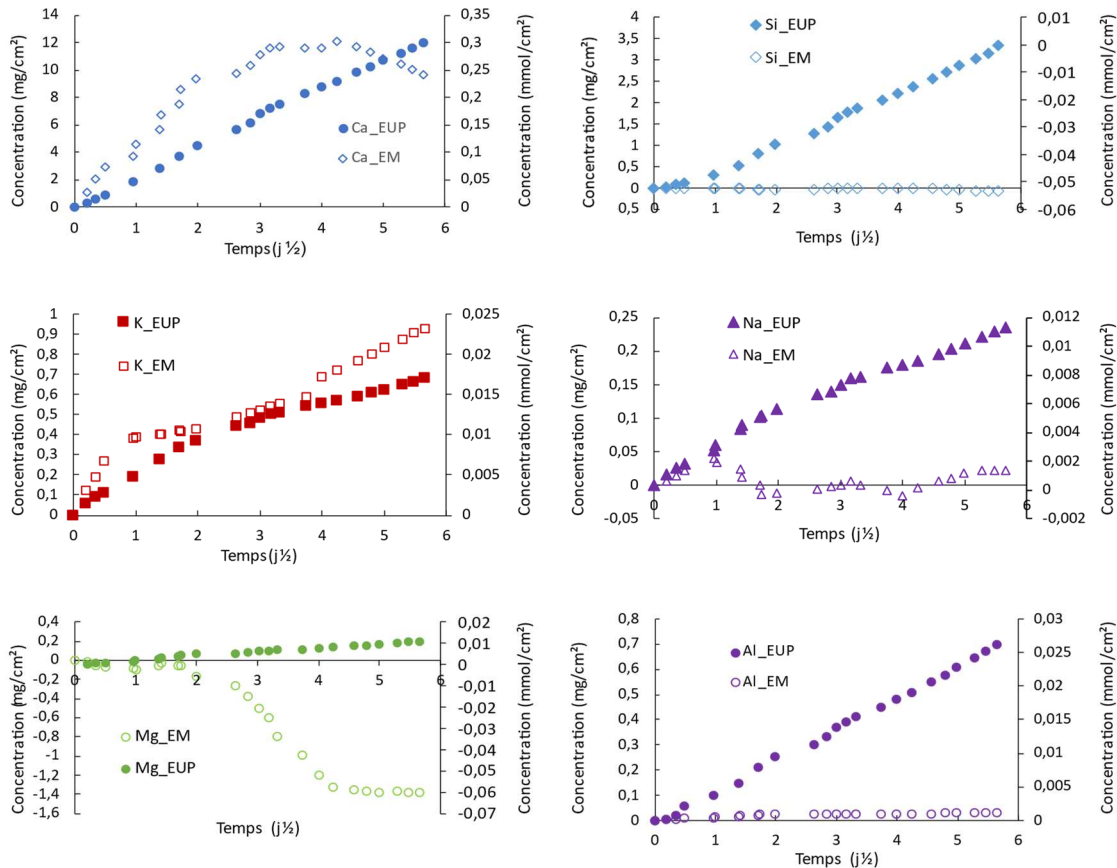 Concentration (mg/cm²)
14
12
10
8
6
4
2
0
Ca_EUP
Ca_EM
0,35
0,3
0,25
0,2
0,15
0,1
0,05
0
Concentration (mmol/cm²)
0 1 2 3 4 5 6
Temps (j ½)
Concentration (mg/cm²)
4
3,5
3
2,5
2
1,5
1
0,5
0
0,5
Si_EUP
Si_EM
0,01
0
-0,01
-0,02
-0,03
-0,04
-0,05
-0,06
Concentration (mmol/cm²)
0 1 2 3 4 5 6
Temps (j½)
Concentration (mg/cm²)
1
0,9
0,8
0,7
0,6
0,5
0,4
0,3
0,2
0,1
0
K_EUP
K_EM
0,025
0,02
0,015
0,01
0,005
0
Concentration (mmol/cm²)
0 1 2 3 4 5 6
Temps (j½)
Concentration (mg/cm²)
0,25
0,2
0,15
0,1
0,05
0
-0,05
Na_EUP
Na_EM
0,012
0,01
0,008
0,006
0,004
0,002
0
-0,002
Concentration (mmol/cm²)
0 1 2 3 4 5 6
Temps (j½)
Concentration (mg/cm²)
0,4
0,2
0
-0,2
-0,4
-0,6
-0,8
-1
-1,2
-1,4
-1,6
0 1 2 3 4 5 6
Mg_EM
Mg_EUP
0,02
0,01
0
-0,01
-0,02
-0,03
-0,04
-0,05
-0,06
-0,07
Concentration (mmol/cm²)
Temps (j½)
Concentration (mg/cm²)
0,8
0,7
0,6
0,5
0,4
0,3
0,2
0,1
0
Al_EUP
Al_EM
0,03
0,025
0,02
0,015
0,01
0,005
0
Concentration (mmol/cm²)
0 1 2 3 4 5 6
Temps (j½)